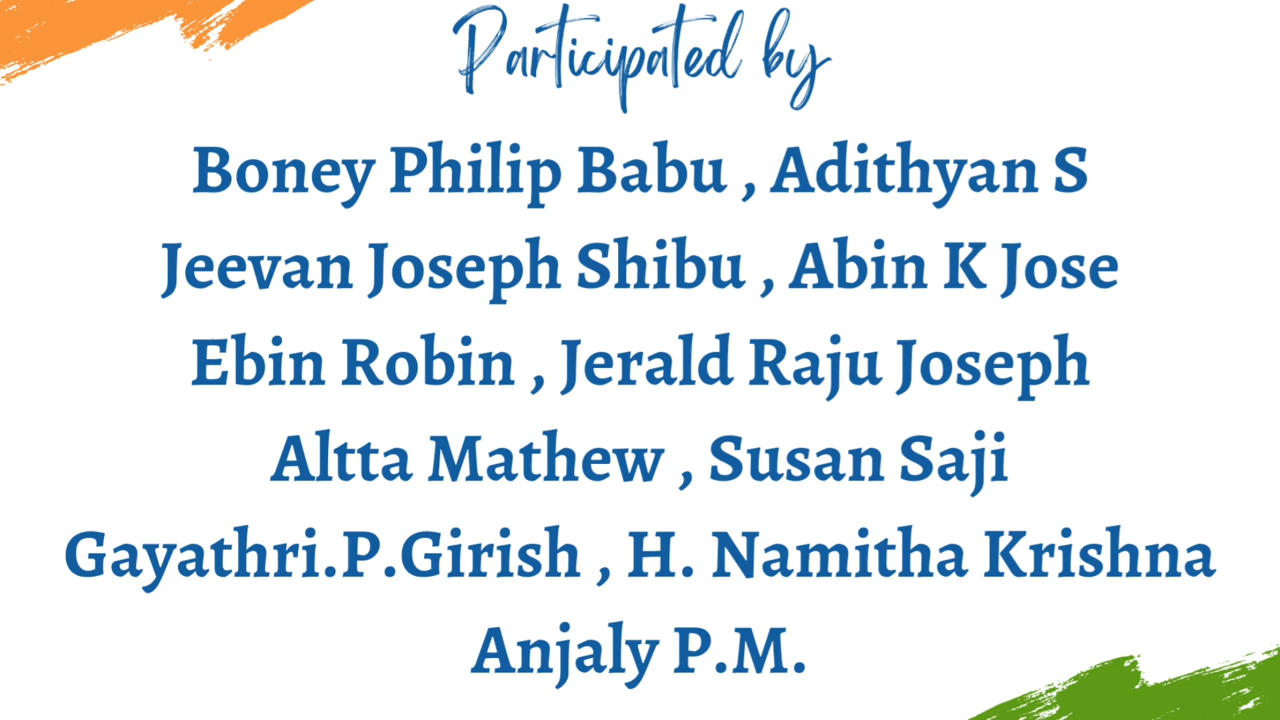 Participated by
Boney Philip Babu , Adithyan S
Jeevan Joseph Shibu , Abin K Jose
Ebin Robin , Jerald Raju Joseph
Altta Mathew , Susan Saji
Gayathri.P.Girish , H. Namitha Krishna
Anjaly P.M.